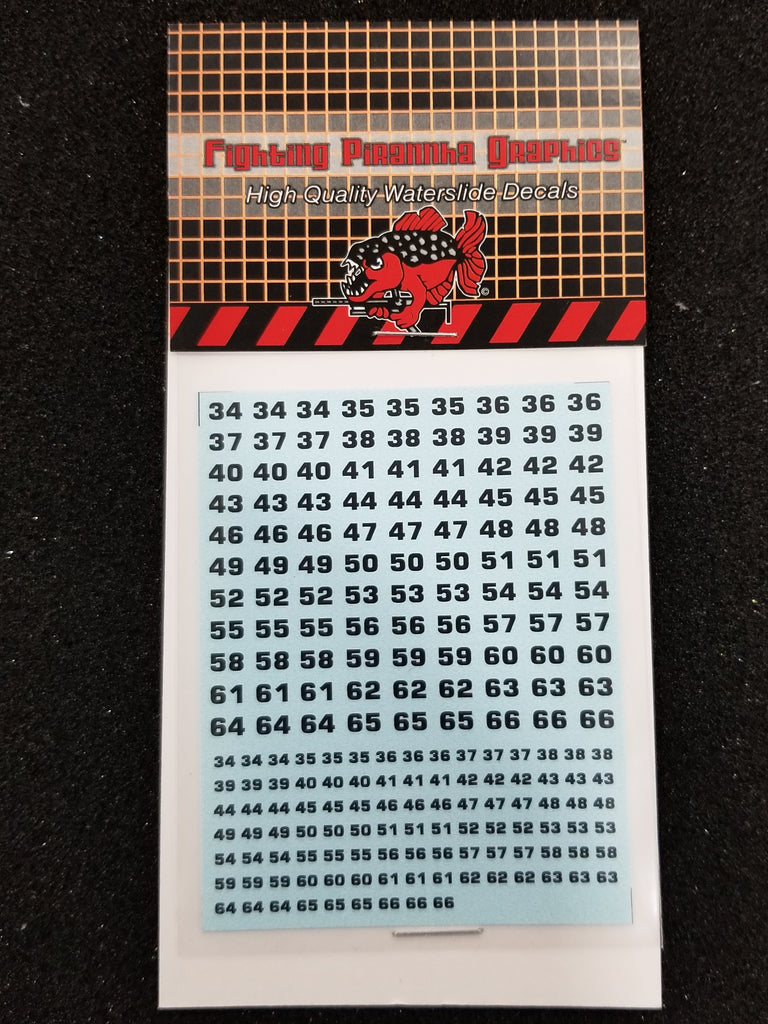 Fighting Pirannha Graphics™
High Quality Waterslide Decals
©
34 34 34 35 35 35 36 36 36
37 37 37 38 38 38 39 39 39
40 40 40 41 41 41 42 42 42
43 43 43 44 44 44 45 45 45
46 46 46 47 47 47 48 48 48
49 49 49 50 50 50 51 51 51
52 52 52 53 53 53 54 54 54
55 55 55 56 56 56 57 57 57
58 58 58 59 59 59 60 60 60
61 61 61 62 62 62 63 63 63
64 64 64 65 65 65 66 66 66
34 34 34 35 35 35 36 36 36 37 37 37 38 38 38
39 39 39 40 40 40 41 41 41 42 42 42 43 43 43
44 44 44 45 45 45 46 46 46 47 47 47 48 48 48
49 49 49 50 50 50 51 51 51 52 52 52 53 53 53
54 54 54 55 55 55 56 56 56 57 57 57 58 58 58
59 59 59 60 60 60 61 61 61 62 62 62 63 63 63
64 64 64 65 65 65 66 66 66